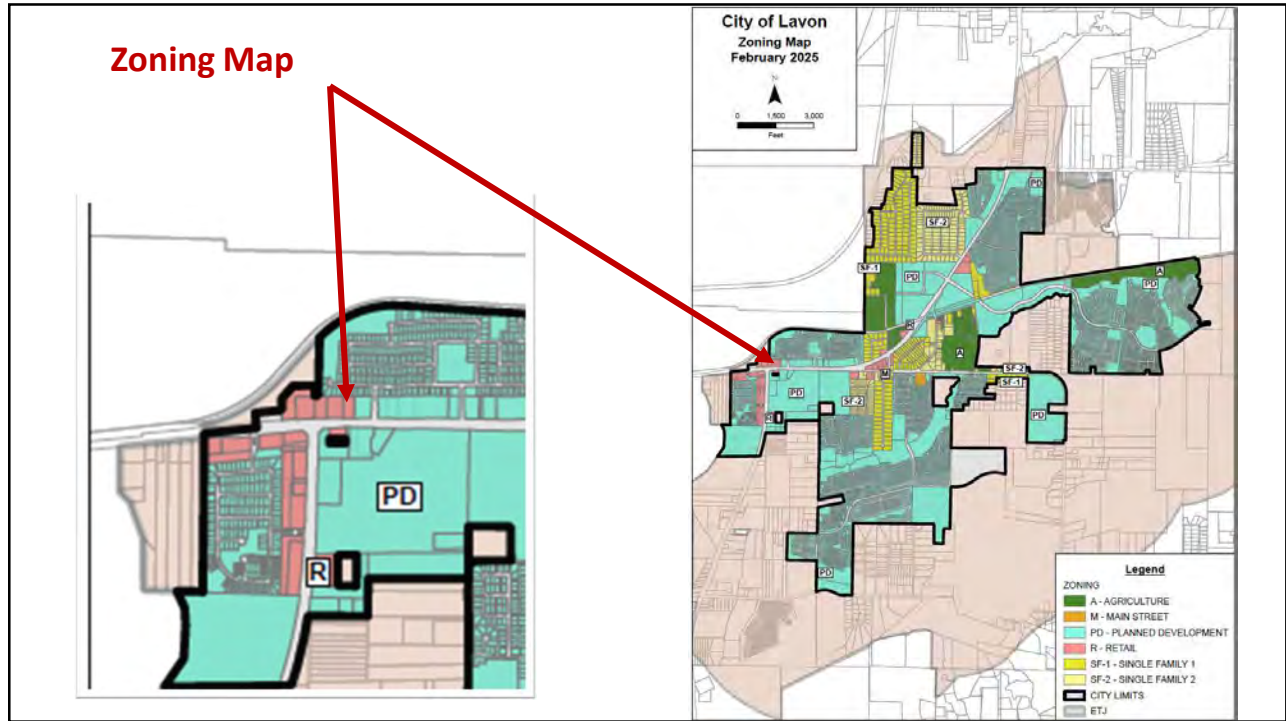 Zoning Map
City of Lavon
Zoning Map
February 2025
N
0 1,500 3,000
Feet
PD
R
PD
SF-2
SF-1
PD
A
PD
R
A
M
SF-2
SF-1
PD
SF-2
R
PD
PD
Legend
ZONING
A - AGRICULTURE
M - MAIN STREET
PD - PLANNED DEVELOPMENT
R - RETAIL
SF-1 - SINGLE FAMILY 1
SF-2 - SINGLE FAMILY 2
CITY LIMITS
ETJ